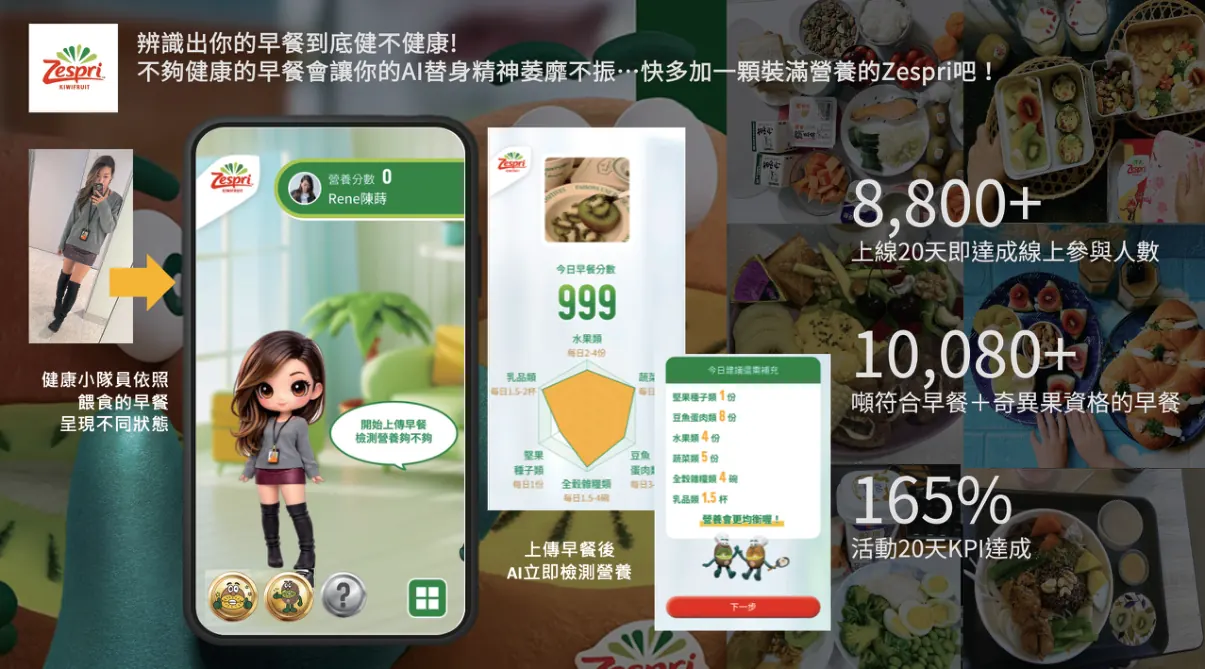 Zespri
KIWIFRUIT
辨識出你的早餐到底健不健康!
不夠健康的早餐會讓你的AI替身精神萎靡不振…快多加一顆裝滿營養的Zespri吧！
健康小隊員依照
餵食的早餐
呈現不同狀態
Zespri
KIWIFRUIT
營養分數 0
Rene陳蒔
開始上傳早餐
檢測營養夠不夠
?
Zespri
今日早餐分數
999
水果類
每日2-4份
乳品類
每日1.5-2杯
蔬菜
每日
堅果
種子類
每日1份
全穀雜糧類
每日1.5-4碗
豆魚
蛋肉類
每日3-
上傳早餐後
AI立即檢測營養
今日建議還需補充
堅果種子類 1 份
豆魚蛋肉類 8 份
水果類 4 份
蔬菜類 5 份
全穀雜糧類 4 碗
乳品類 1.5 杯
營養會更均衡喔！
下一步
8,800+
上線20天即達成線上參與人數
10,080+
噸符合早餐＋奇異果資格的早餐
165%
活動20天KPI達成
Zespri